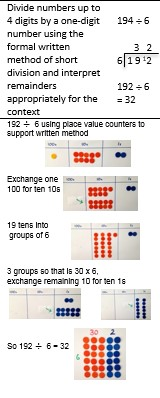 Divide numbers up to
4 digits by a one-digit
number using the
formal written
method of short
division and interpret
remainders
appropriately for the
context
194 ÷ 6
3 2
6 1 9 ¹2
192 ÷ 6
= 32
192 ÷ 6 using place value counters to
support written method
Exchange one
100 for ten 10s
19 tens into
groups of 6
3 groups so that is 30 x 6,
exchange remaining 10 for ten 1s
30 2
6
So 192 ÷ 6 = 32